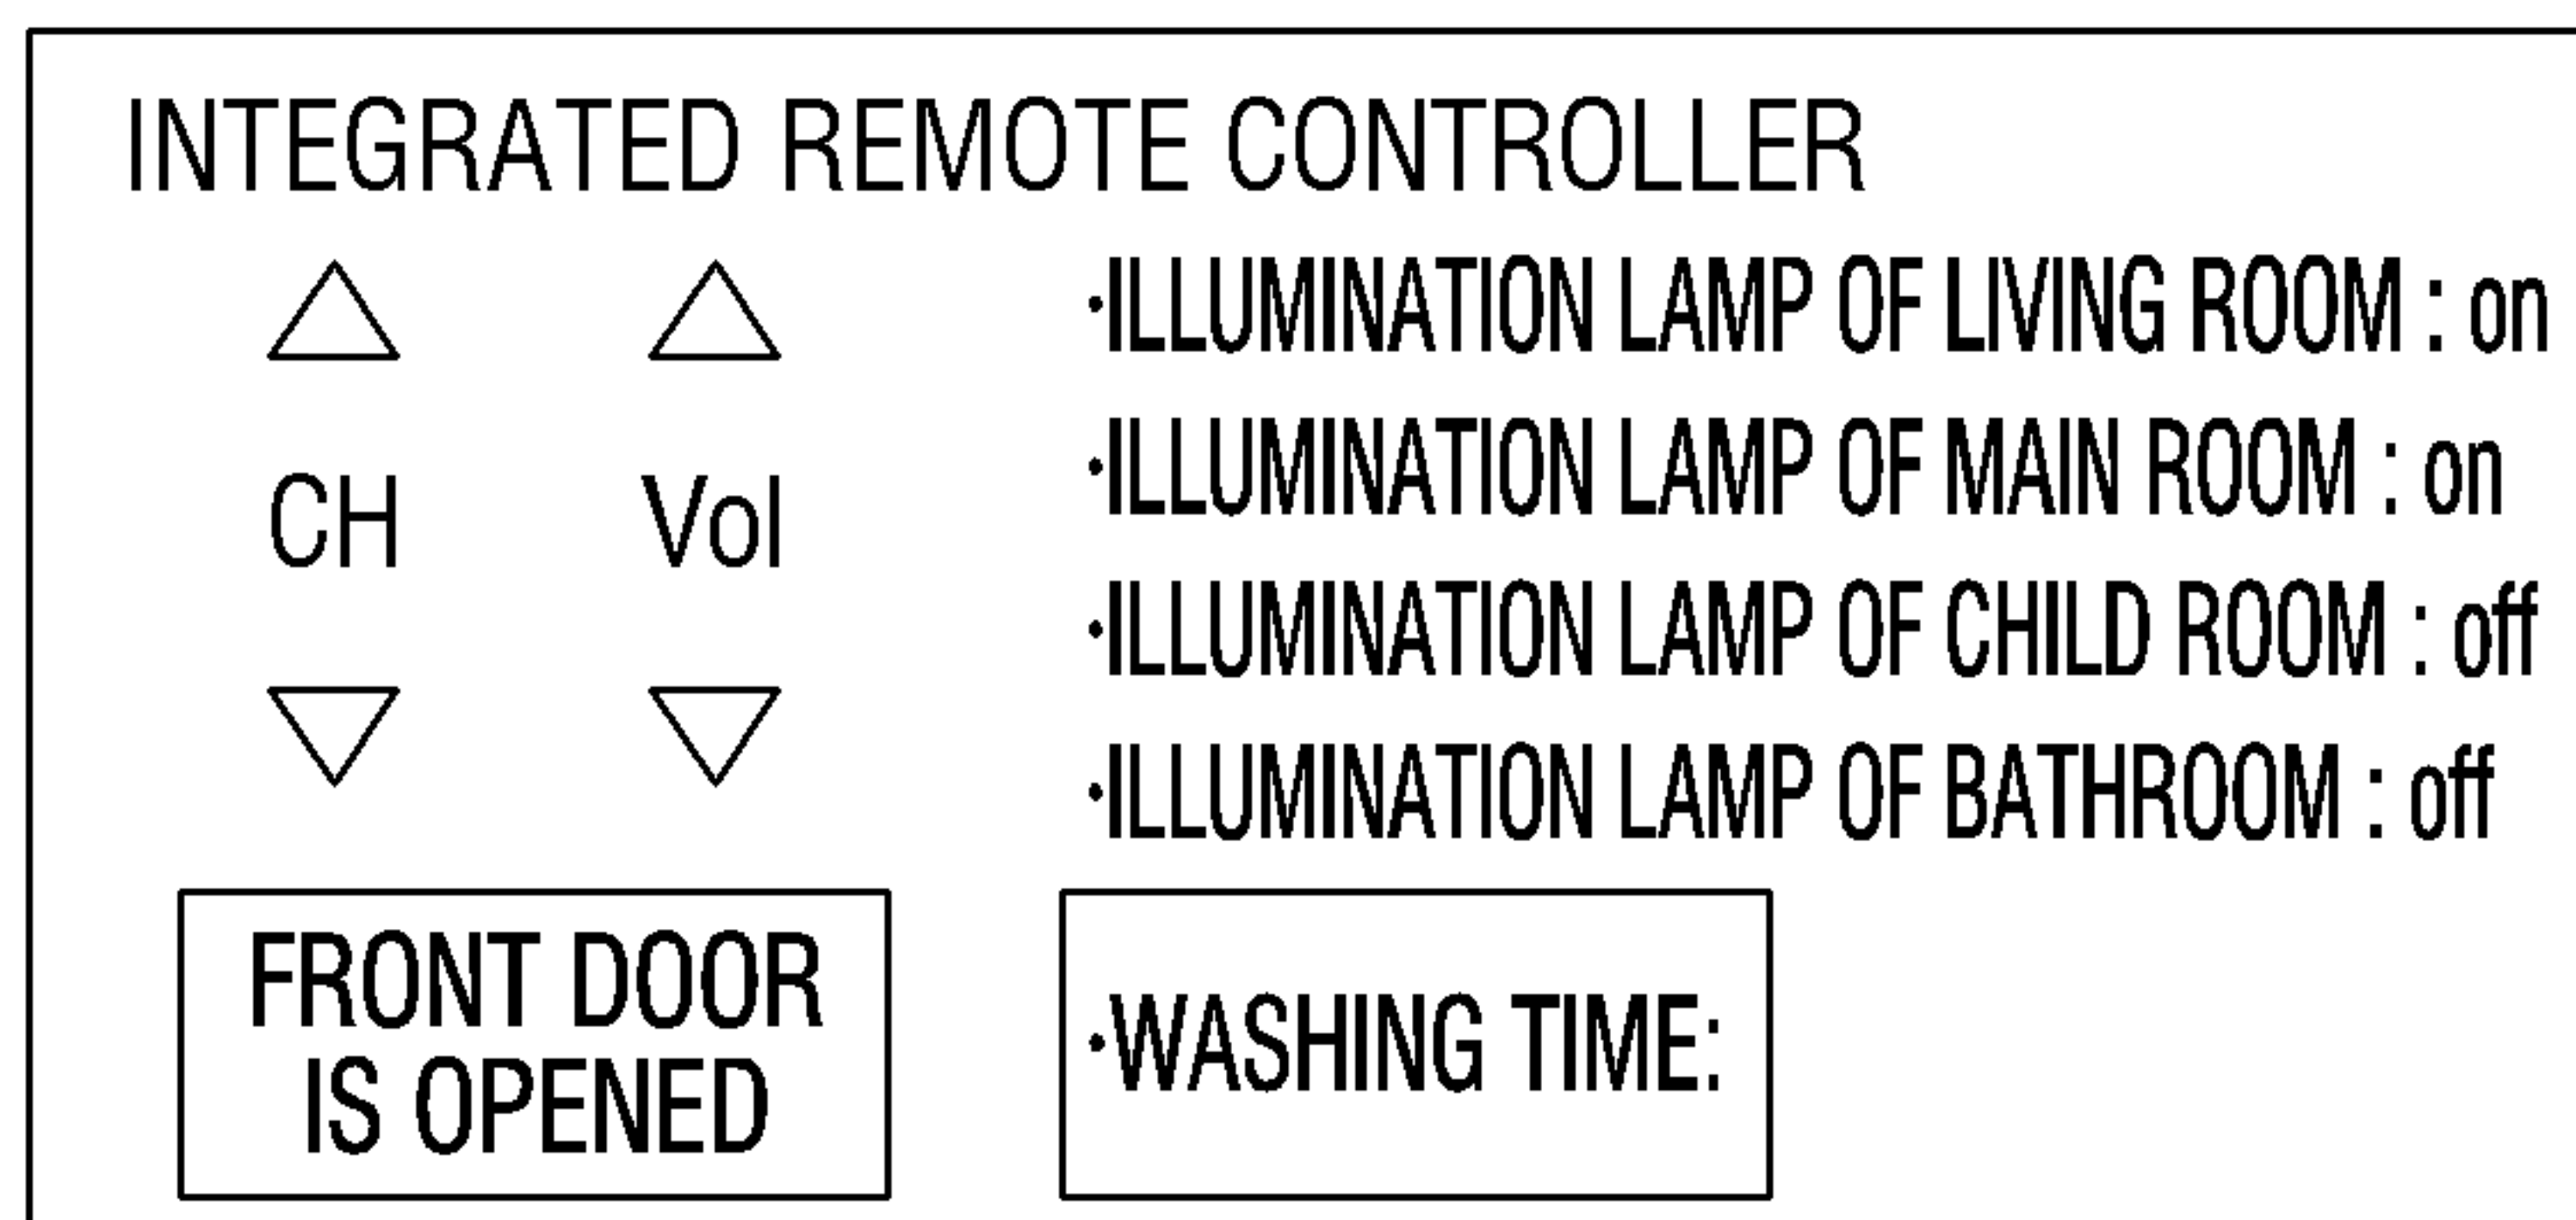 INTEGRATED REMOTE CONTROLLER
CH
Vol
·ILLUMINATION LAMP OF LIVING ROOM : on
·ILLUMINATION LAMP OF MAIN ROOM : on
·ILLUMINATION LAMP OF CHILD ROOM : off
·ILLUMINATION LAMP OF BATHROOM : off
FRONT DOOR
IS OPENED
·WASHING TIME: